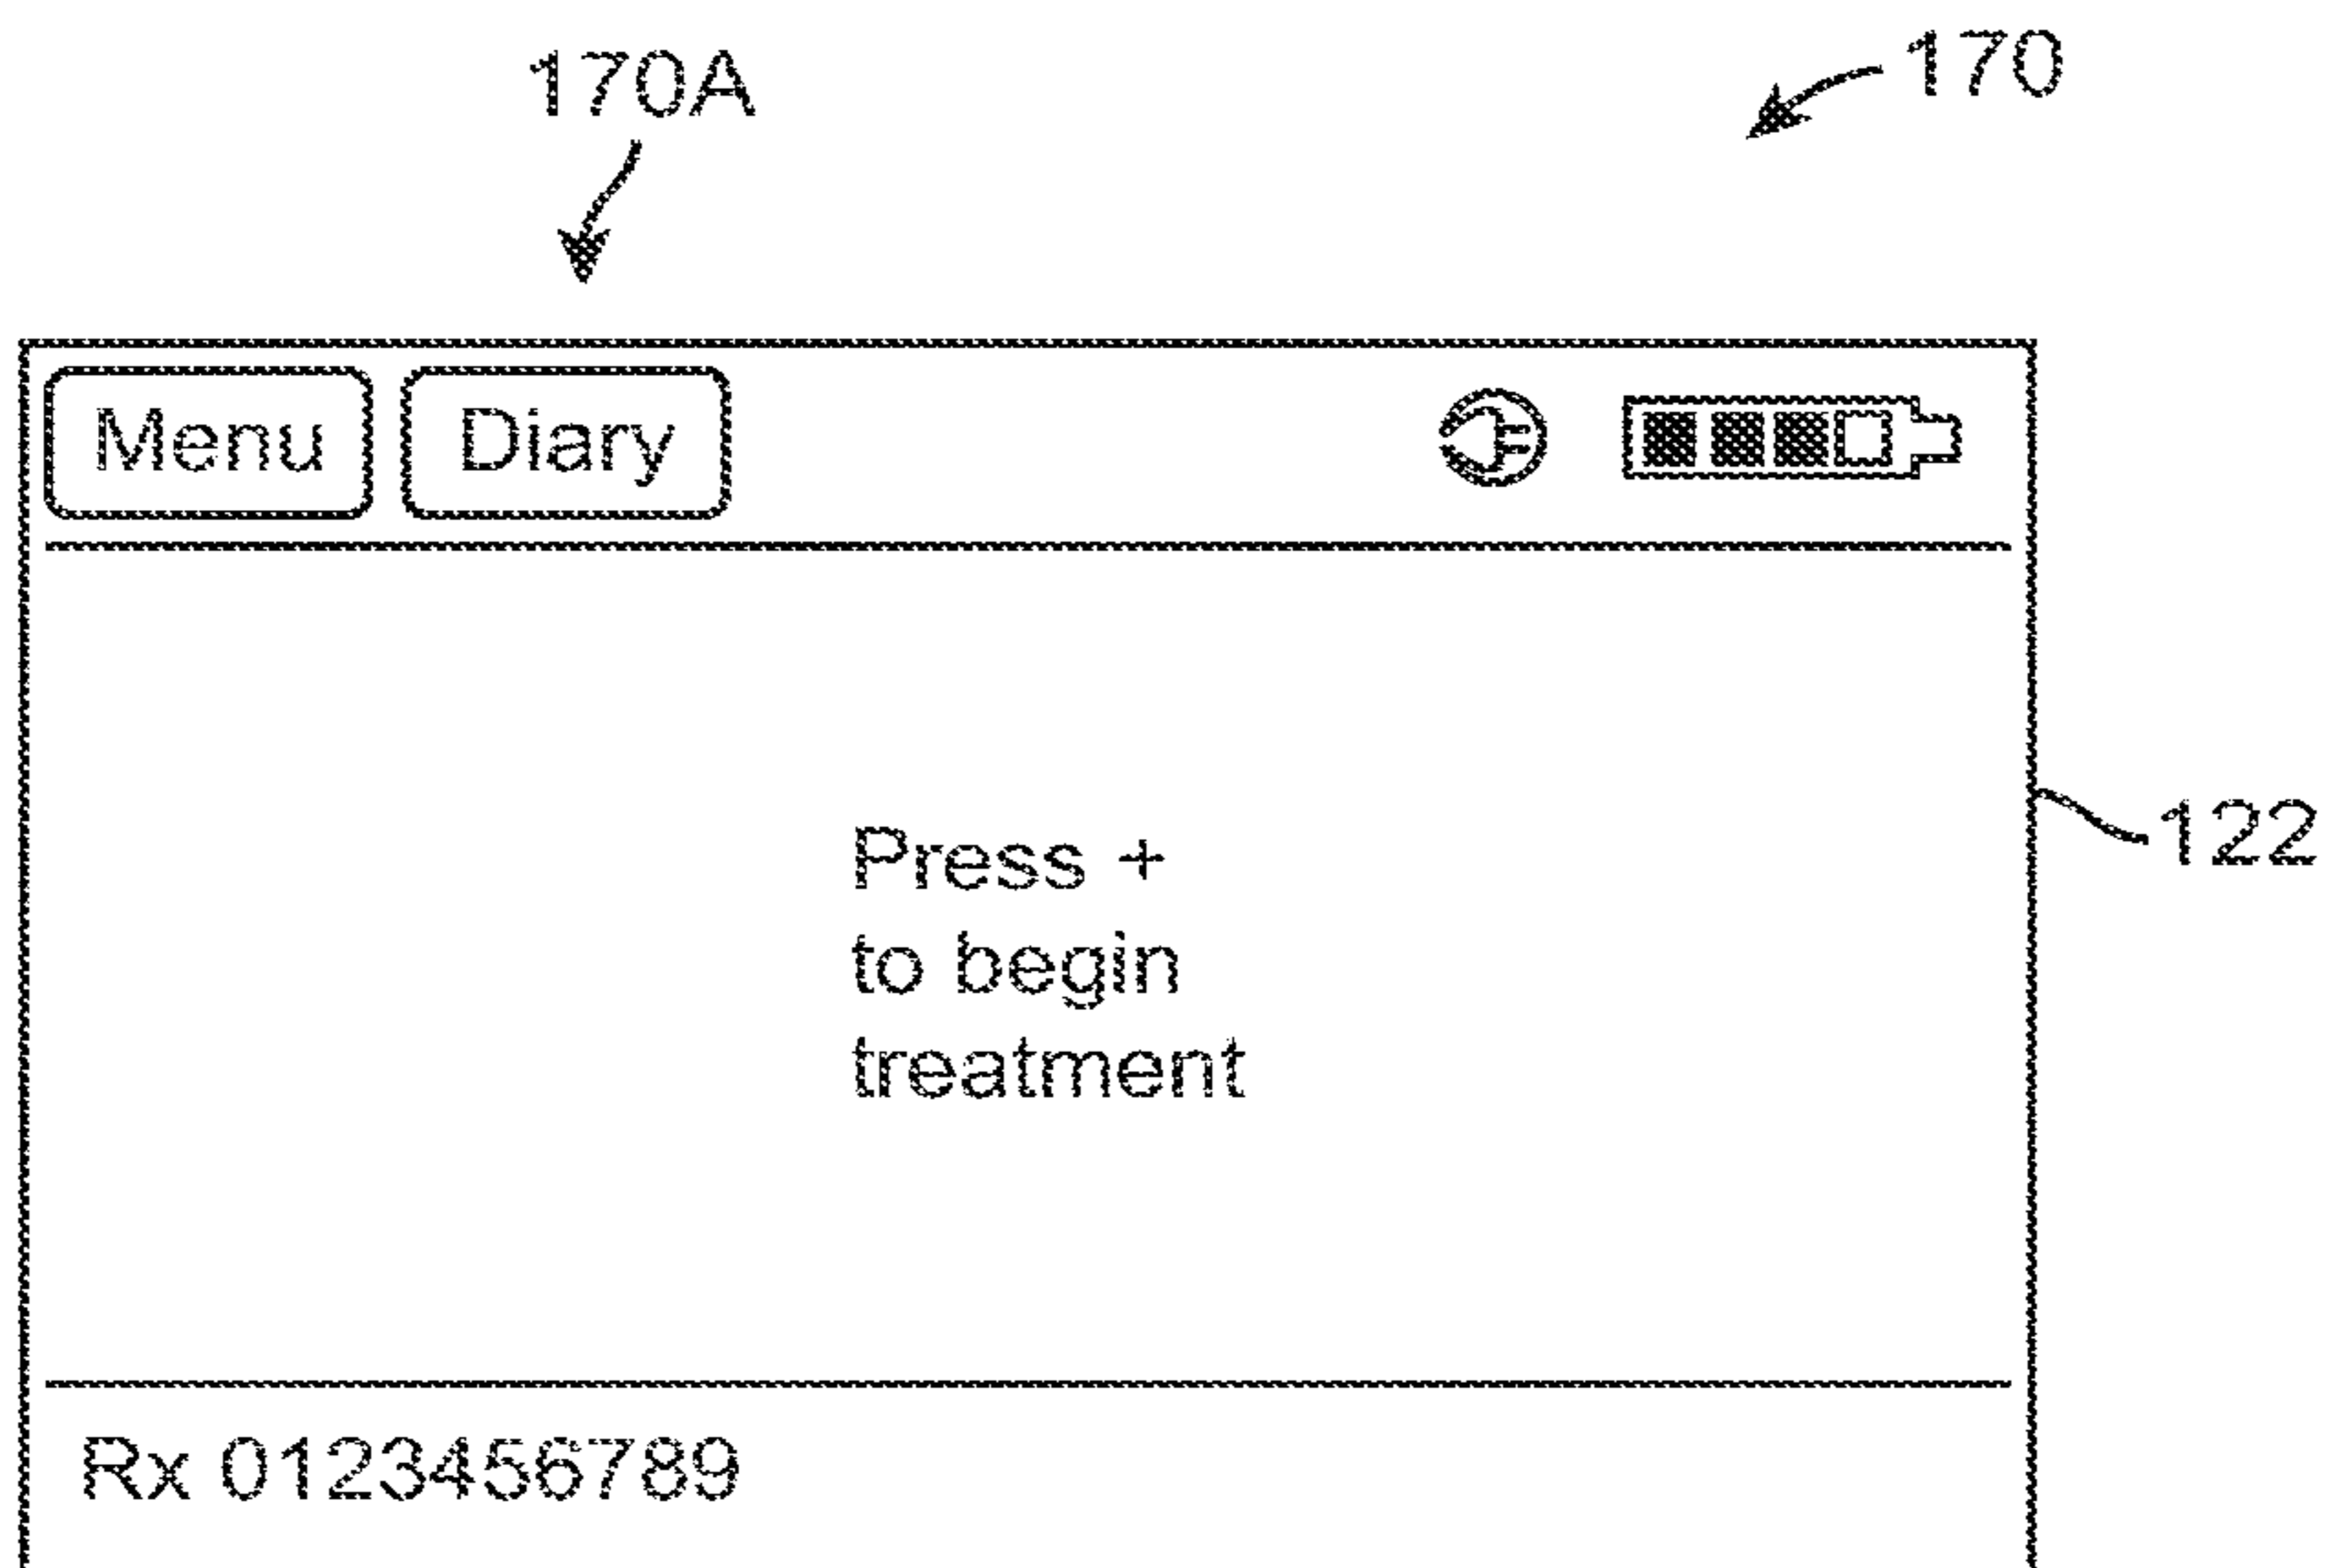 170A
170
Menu Diary
Press +
to begin
treatment
122
Rx 0123456789